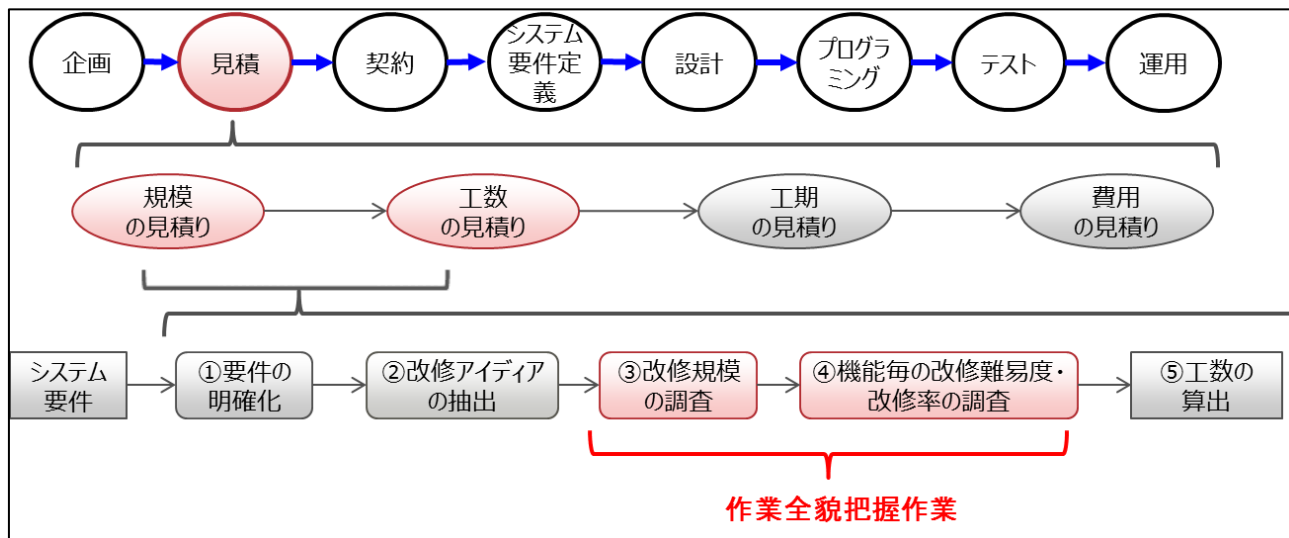 企画
見積
契約
システム
要件定
義
設計
プログラ
ミング
テスト
運用
規模
の見積り
工数
の見積り
工期
の見積り
費用
の見積り
システム
要件
①要件の
明確化
②改修アイディア
の抽出
③改修規模
の調査
④機能毎の改修難易度・
改修率の調査
⑤工数の
算出
作業全貌把握作業